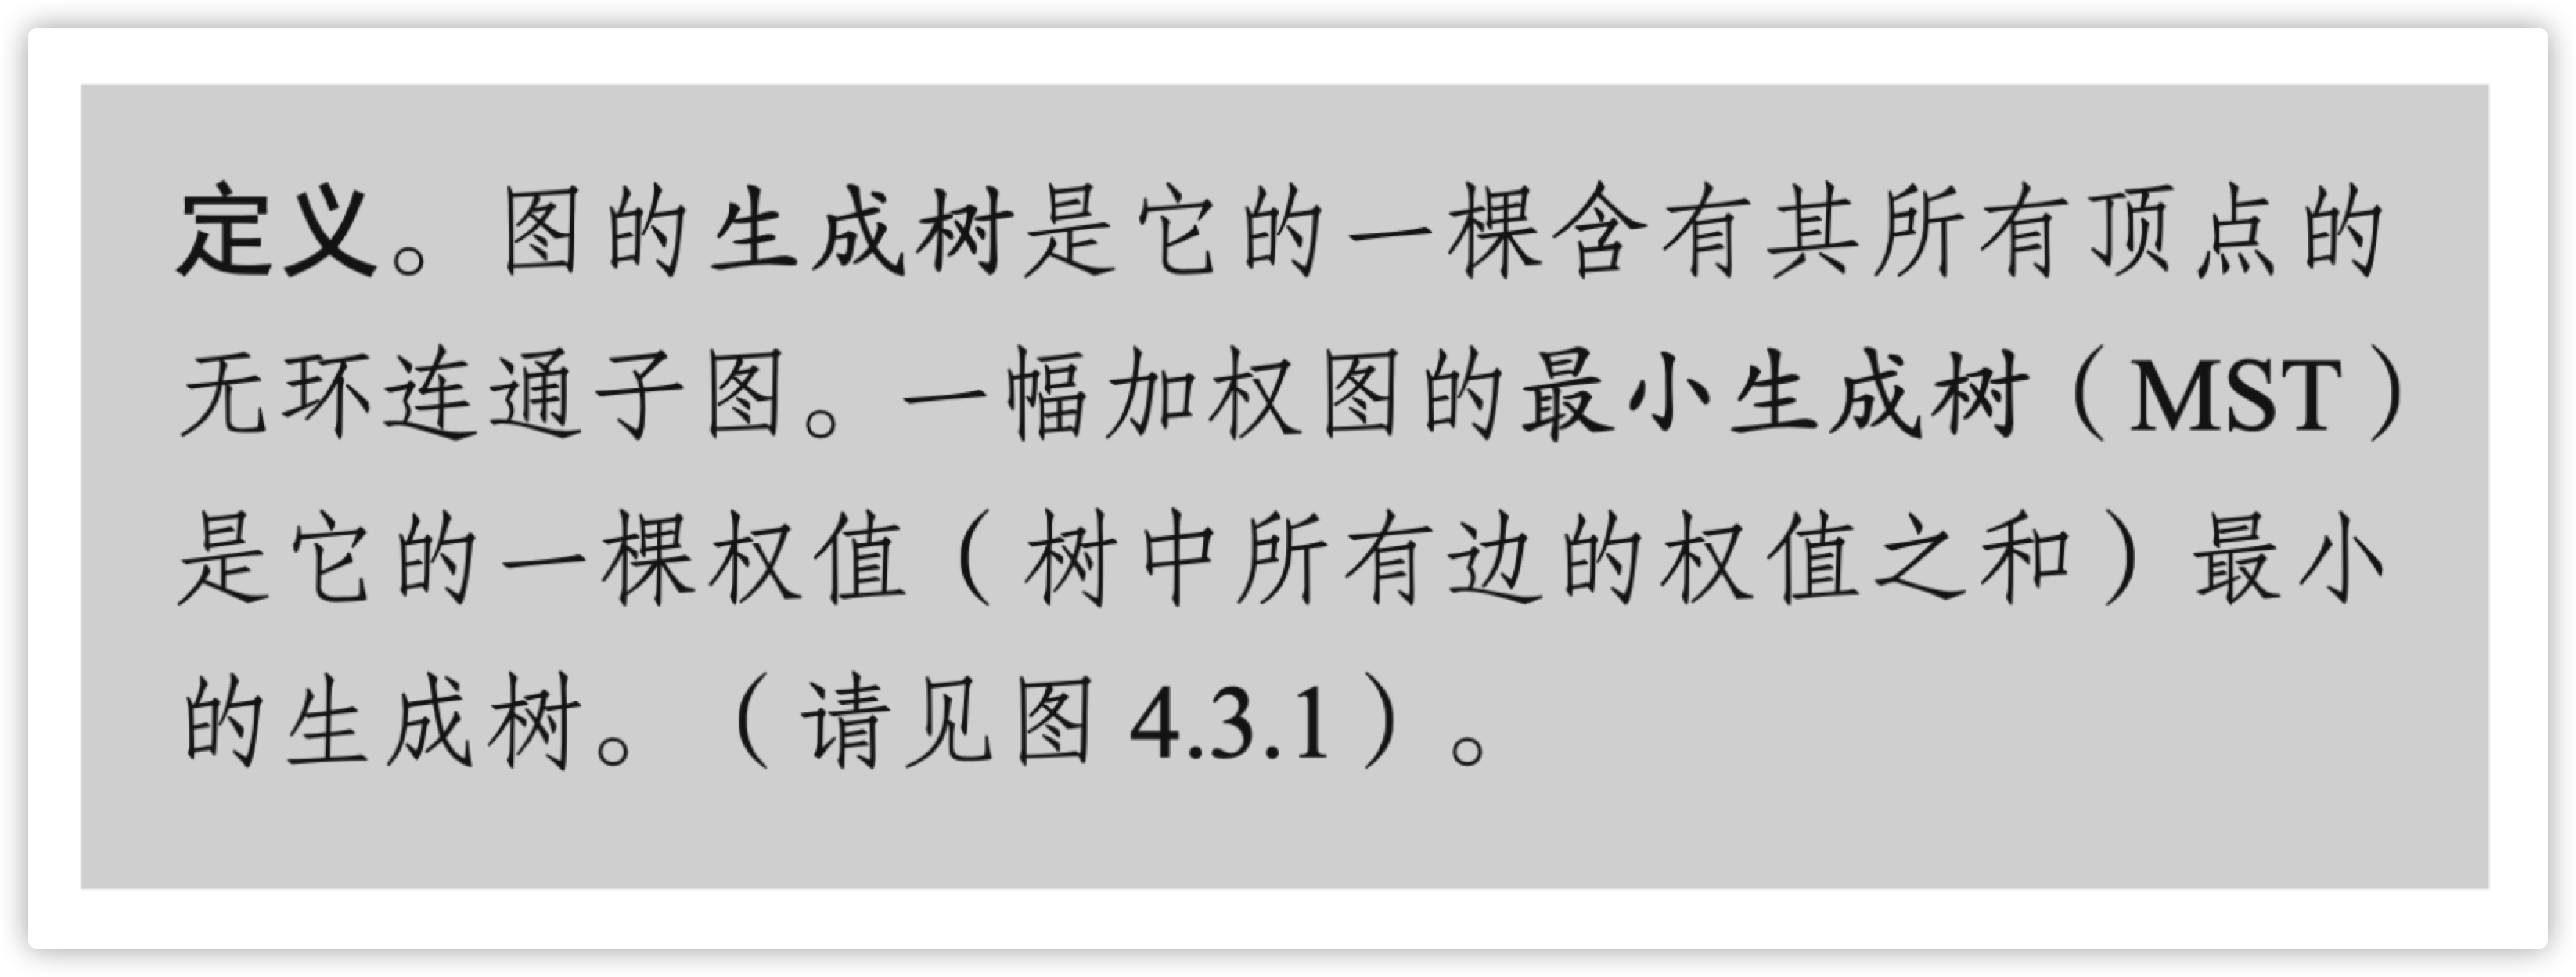 定义。图的生成树是它的一棵含有其所有顶点的
无环连通子图。一幅加权图的最小生成树（MST）
是它的一棵权值（树中所有边的权值之和）最小
的生成树。（请见图 4.3.1）。